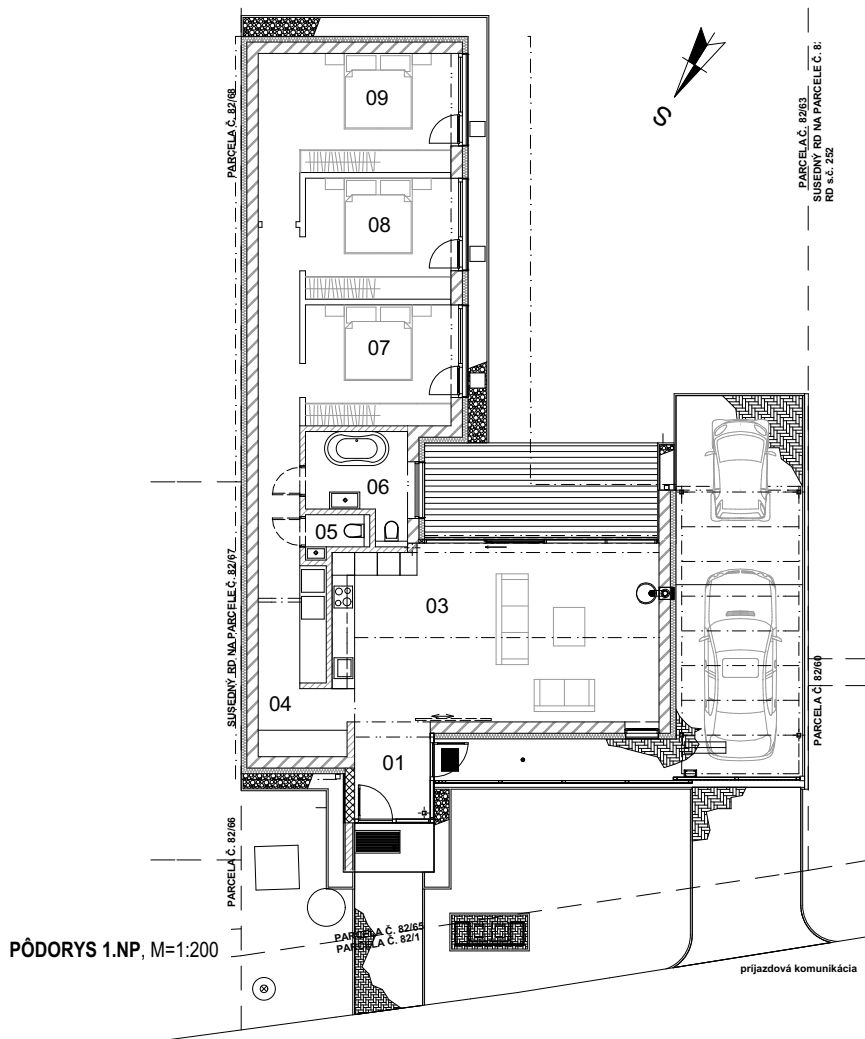 09
08
07
06
05
03
04
01
S
PARCELA Č. 82/68
PARCELA Č. 82/63
SUSEDNÝ RD NA PARCELE Č. 8
RD s.č. 252
SUSEDNÝ RD NA PARCELE Č. 82/67
PARCELA Č. 82/60
PARCELA Č. 82/66
PARCELA Č. 82/65
PARCELA Č. 82/1
PÔDORYS 1.NP, M=1:200
príjazdová komunikácia